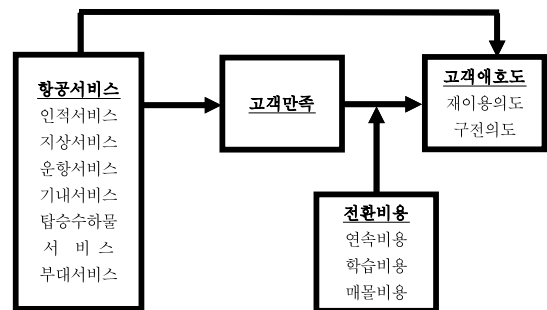 항공서비스
인적서비스
지상서비스
운항서비스
기내서비스
탑승수하물
서 비 스
부대서비스
고객만족
고객애호도
재이용의도
구전의도
전환비용
연속비용
학습비용
매몰비용